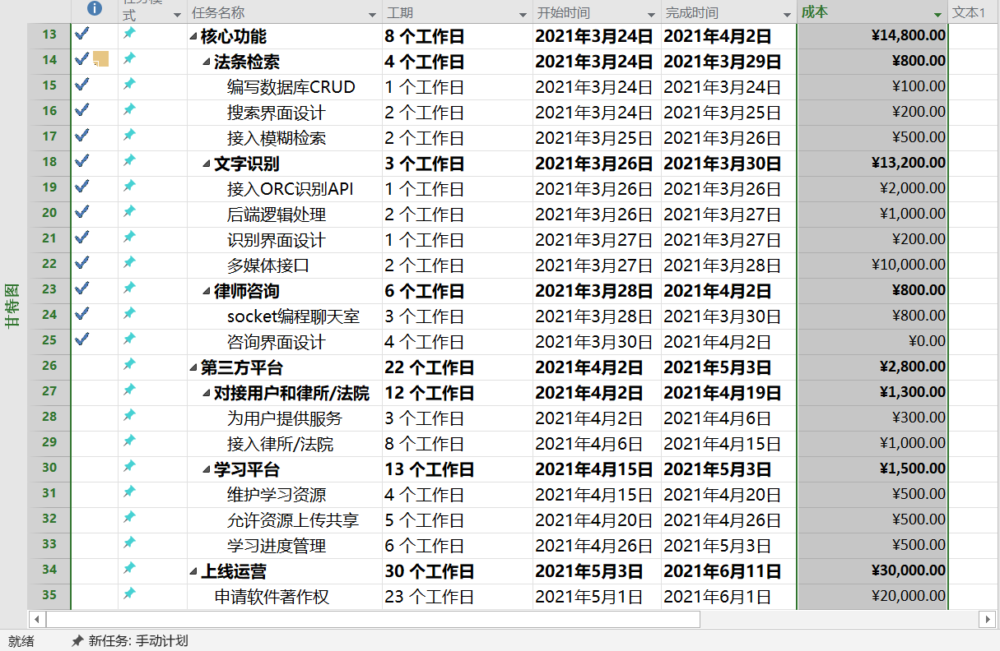 任务模
式 任务名称 工期 开始时间 完成时间 成本 文本1
13 核心功能 8 个工作日 2021年3月24日 2021年4月2日 ¥14,800.00
14 法条检索 4 个工作日 2021年3月24日 2021年3月29日 ¥800.00
15 编写数据库CRUD 1 个工作日 2021年3月24日 2021年3月24日 ¥100.00
16 搜索界面设计 2 个工作日 2021年3月24日 2021年3月25日 ¥200.00
17 接入模糊检索 2 个工作日 2021年3月25日 2021年3月26日 ¥500.00
18 文字识别 3 个工作日 2021年3月26日 2021年3月30日 ¥13,200.00
19 接入ORC识别API 1 个工作日 2021年3月26日 2021年3月26日 ¥2,000.00
20 后端逻辑处理 2 个工作日 2021年3月26日 2021年3月27日 ¥1,000.00
21 识别界面设计 1 个工作日 2021年3月27日 2021年3月27日 ¥200.00
22 多媒体接口 2 个工作日 2021年3月27日 2021年3月28日 ¥10,000.00
23 律师咨询 6 个工作日 2021年3月28日 2021年4月2日 ¥800.00
24 socket编程聊天室 3 个工作日 2021年3月28日 2021年3月30日 ¥800.00
25 咨询界面设计 4 个工作日 2021年3月30日 2021年4月2日 ¥0.00
26 第三方平台 22 个工作日 2021年4月2日 2021年5月3日 ¥2,800.00
27 对接用户和律所/法院 12 个工作日 2021年4月2日 2021年4月19日 ¥1,300.00
28 为用户提供服务 3 个工作日 2021年4月2日 2021年4月6日 ¥300.00
29 接入律所/法院 8 个工作日 2021年4月6日 2021年4月15日 ¥1,000.00
30 学习平台 13 个工作日 2021年4月15日 2021年5月3日 ¥1,500.00
31 维护学习资源 4 个工作日 2021年4月15日 2021年4月20日 ¥500.00
32 允许资源上传共享 5 个工作日 2021年4月20日 2021年4月26日 ¥500.00
33 学习进度管理 6 个工作日 2021年4月26日 2021年5月3日 ¥500.00
34 上线运营 30 个工作日 2021年5月3日 2021年6月11日 ¥30,000.00
35 申请软件著作权 23 个工作日 2021年5月1日 2021年6月1日 ¥20,000.00
甘特图
就绪 新任务: 手动计划